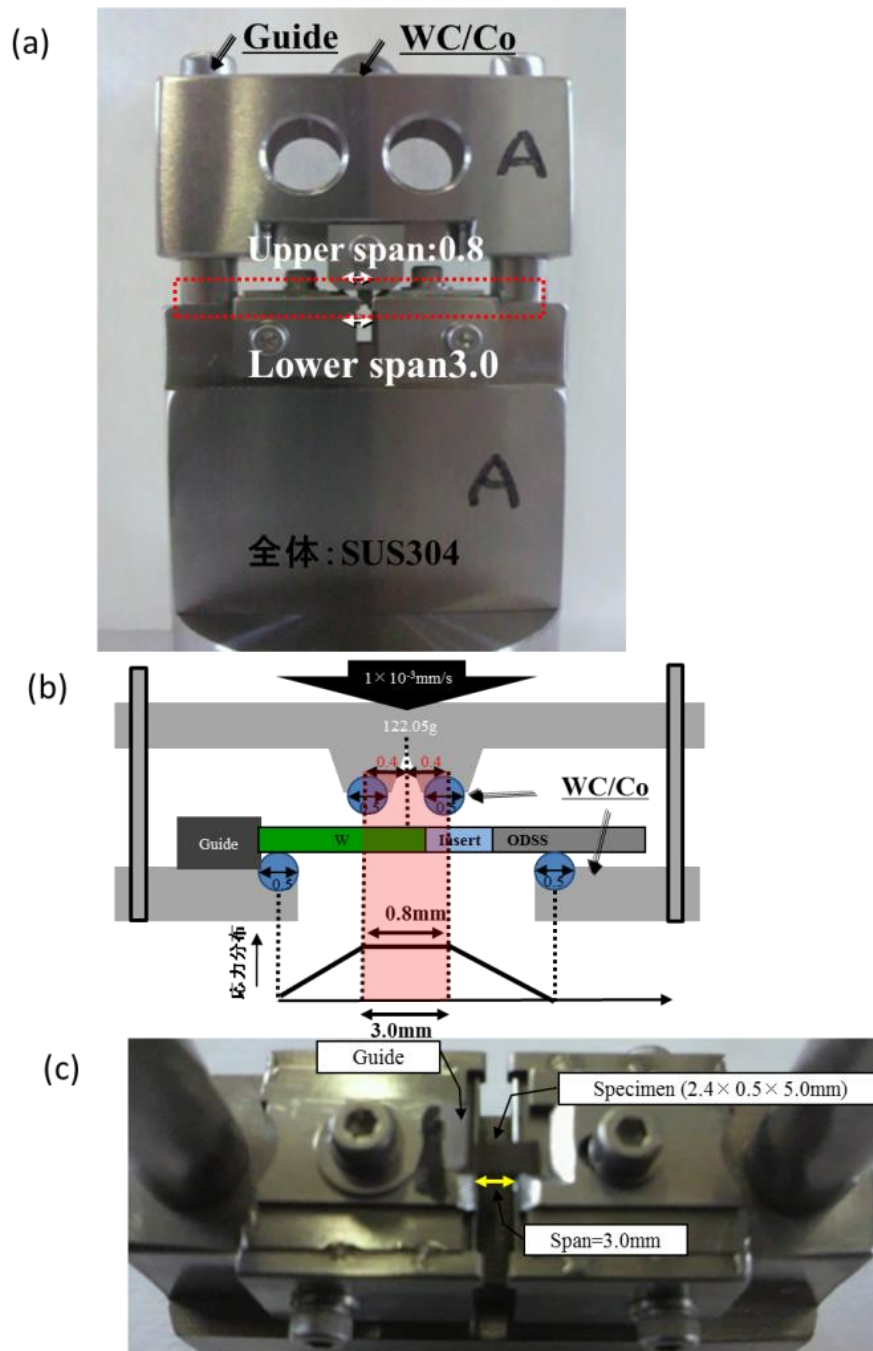 (a)
Guide
WC/Co
A
Upper span:0.8
Lower span3.0
A
全体:SUS304
(b)
1×10-3mm/s
122.05g
0.4 0.4
0.5 0.5
WC/Co
Guide
W
Insert
ODSS
0.5
0.5
0.8mm
応力分布
3.0mm
(c)
Guide
Specimen (2.4×0.5×5.0mm)
Span=3.0mm